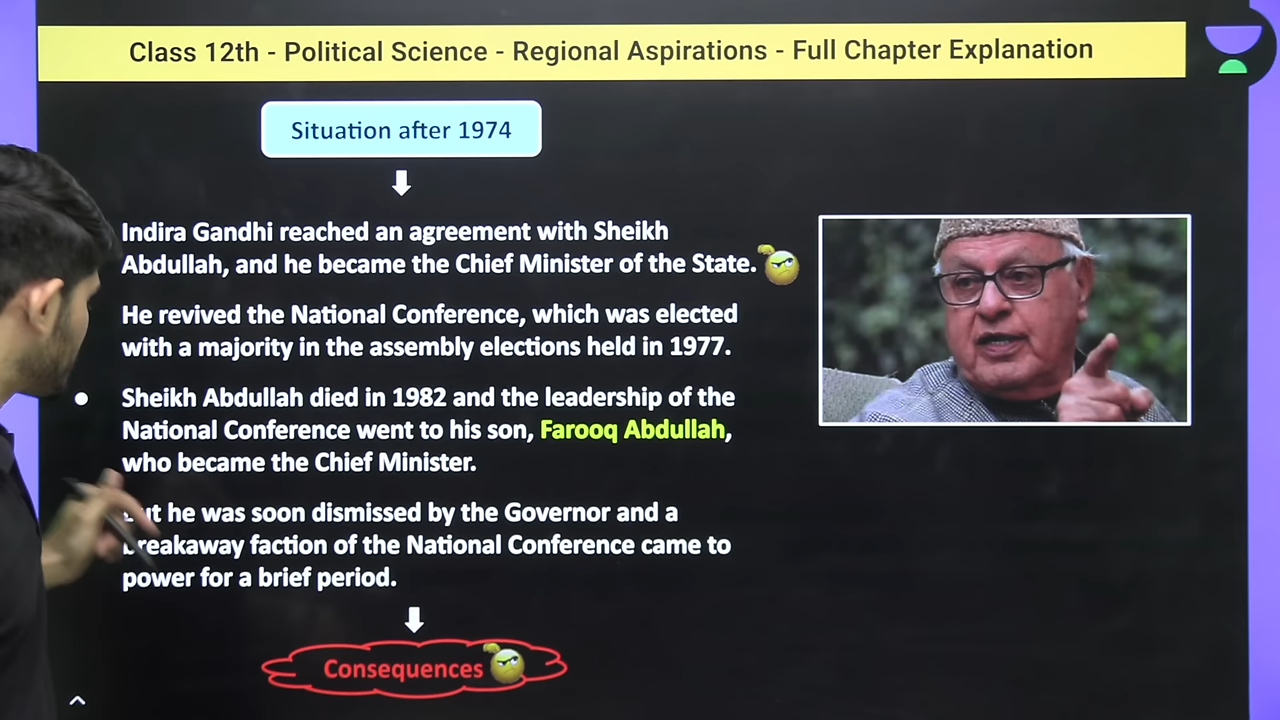 Class 12th - Political Science - Regional Aspirations - Full Chapter Explanation
Situation after 1974
Indira Gandhi reached an agreement with Sheikh
Abdullah, and he became the Chief Minister of the State.
He revived the National Conference, which was elected
with a majority in the assembly elections held in 1977.
Sheikh Abdullah died in 1982 and the leadership of the
National Conference went to his son, Farooq Abdullah,
who became the Chief Minister.
he was soon dismissed by the Governor and a
breakaway faction of the National Conference came to
power for a brief period.
Consequences